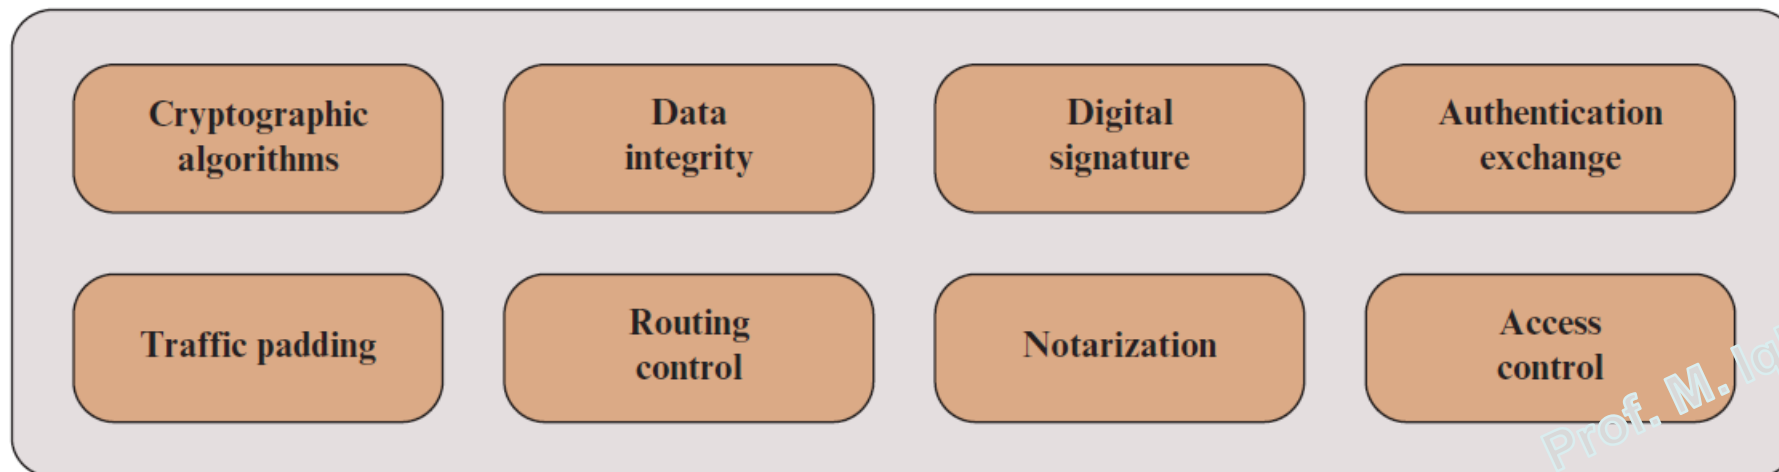 Cryptographic
algorithms
Data
integrity
Digital
signature
Authentication
exchange
Traffic padding
Routing
control
Notarization
Access
control
Prof. M.